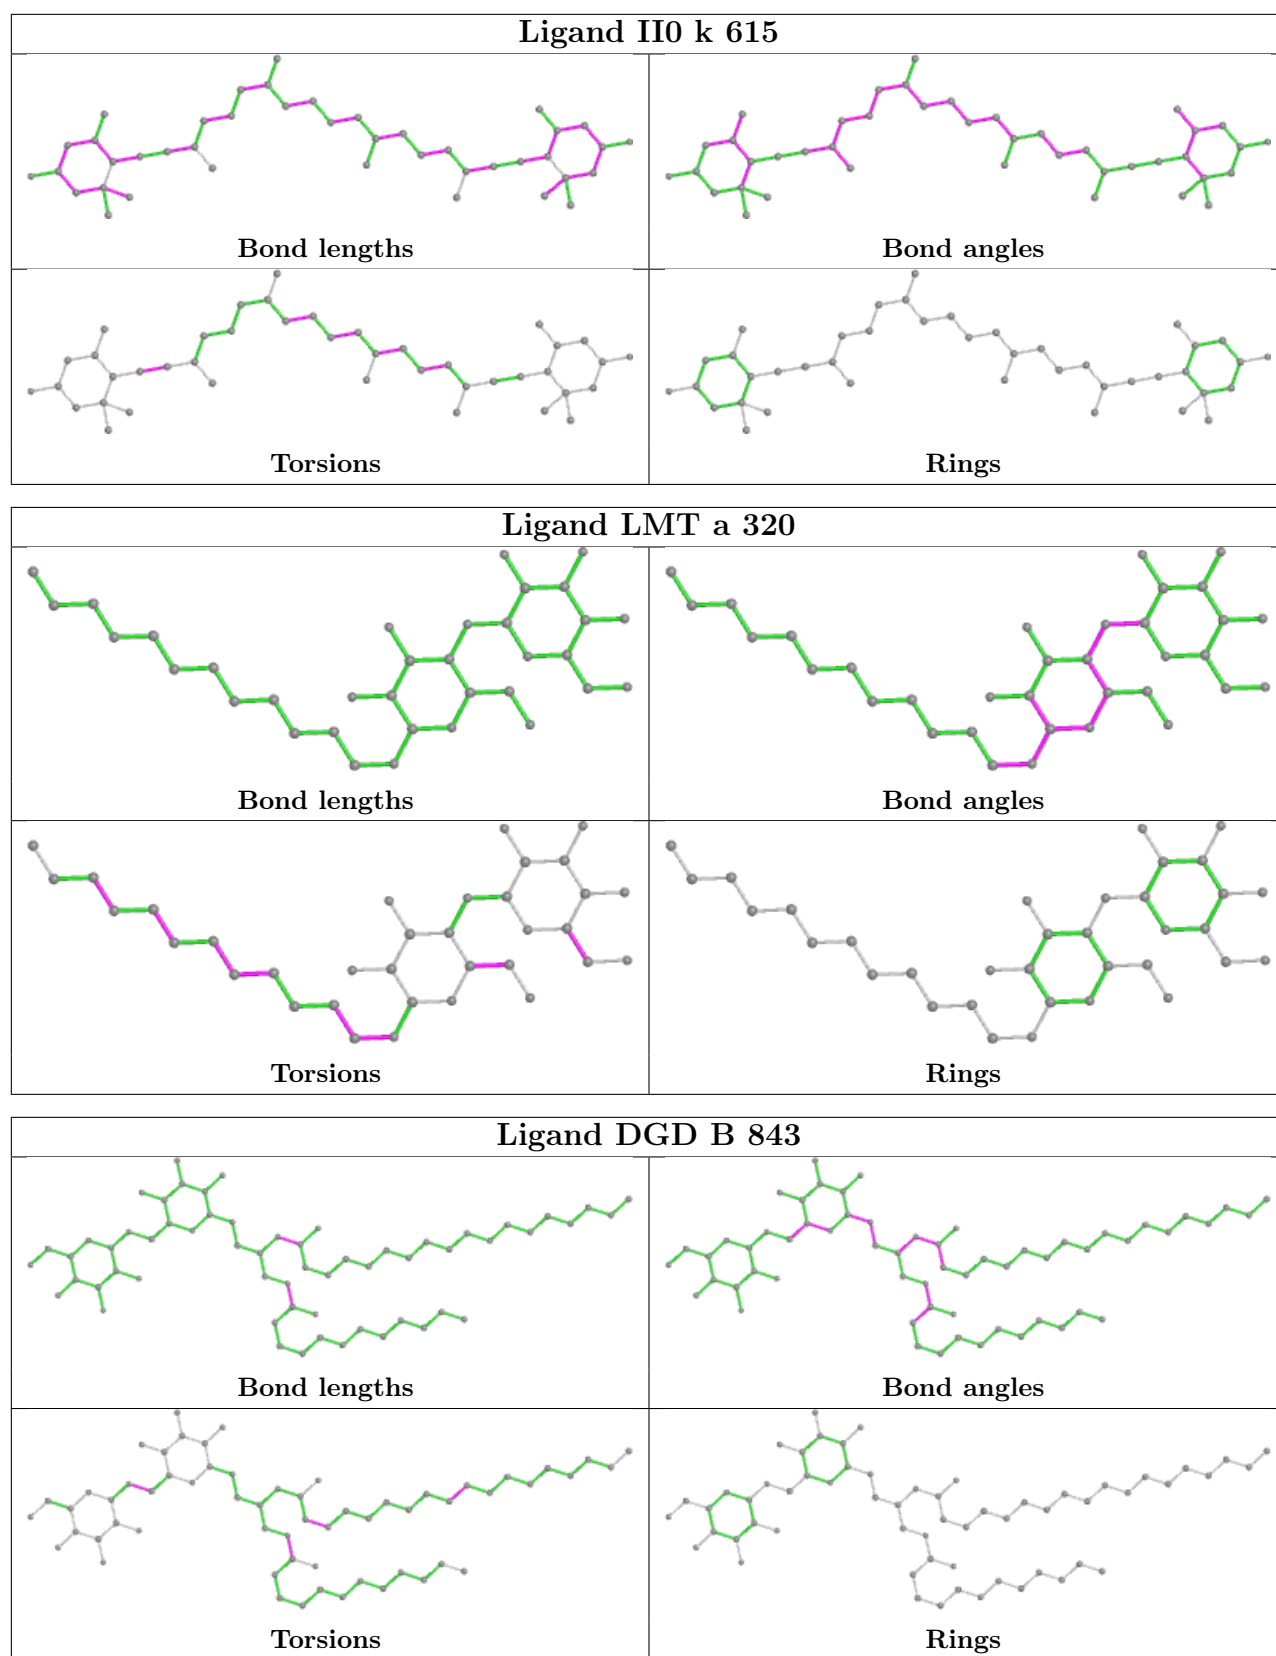 Ligand II0 k 615
Bond lengths
Bond angles
Torsions
Rings
Ligand LMT a 320
Bond lengths
Bond angles
Torsions
Rings
Ligand DGD B 843
Bond lengths
Bond angles
Torsions
Rings